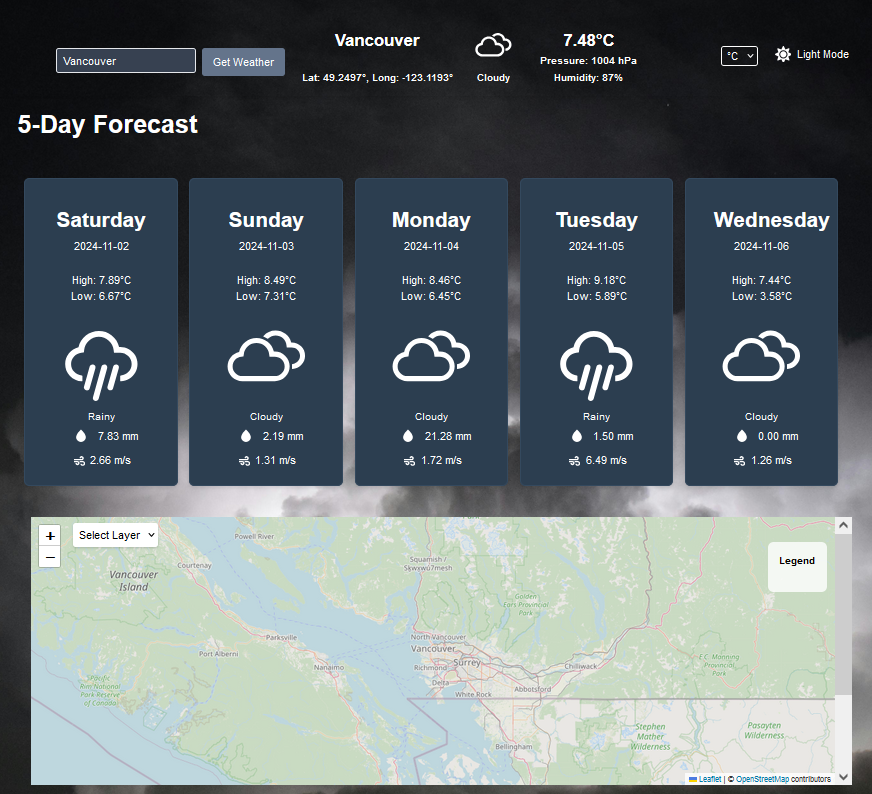 Vancouver
Get Weather
Vancouver
Lat: 49.2497°, Long: -123.1193°
Cloudy
7.48°C
Pressure: 1004 hPa
Humidity: 87%
°C
Light Mode
5-Day Forecast
Saturday
2024-11-02
High: 7.89°C
Low: 6.67°C
Rainy
7.83 mm
2.66 m/s
Sunday
2024-11-03
High: 8.49°C
Low: 7.31°C
Cloudy
2.19 mm
1.31 m/s
Monday
2024-11-04
High: 8.46°C
Low: 6.45°C
Cloudy
21.28 mm
1.72 m/s
Tuesday
2024-11-05
High: 9.18°C
Low: 5.89°C
Rainy
1.50 mm
6.49 m/s
Wednesday
2024-11-06
High: 7.44°C
Low: 3.58°C
Cloudy
0.00 mm
1.26 m/s
+
−
Select Layer
Legend
Powell River
Courtenay
Vancouver
Island
Squamish /
Sḵwx̱wú7mesh
Golden
Ears Provincial
Park
Parksville
Port Alberni
Nanaimo
North Vancouver
Vancouver
Richmond
Surrey
Delta
White Rock
Abbotsford
Chilliwack
E.C. Manning
Provincial
Park
Pacific
Rim National
Park Reserve
of Canada
Bellingham
Stephen
Mather
Wilderness
Pasayten
Wilderness
Leaflet | © OpenStreetMap contributors